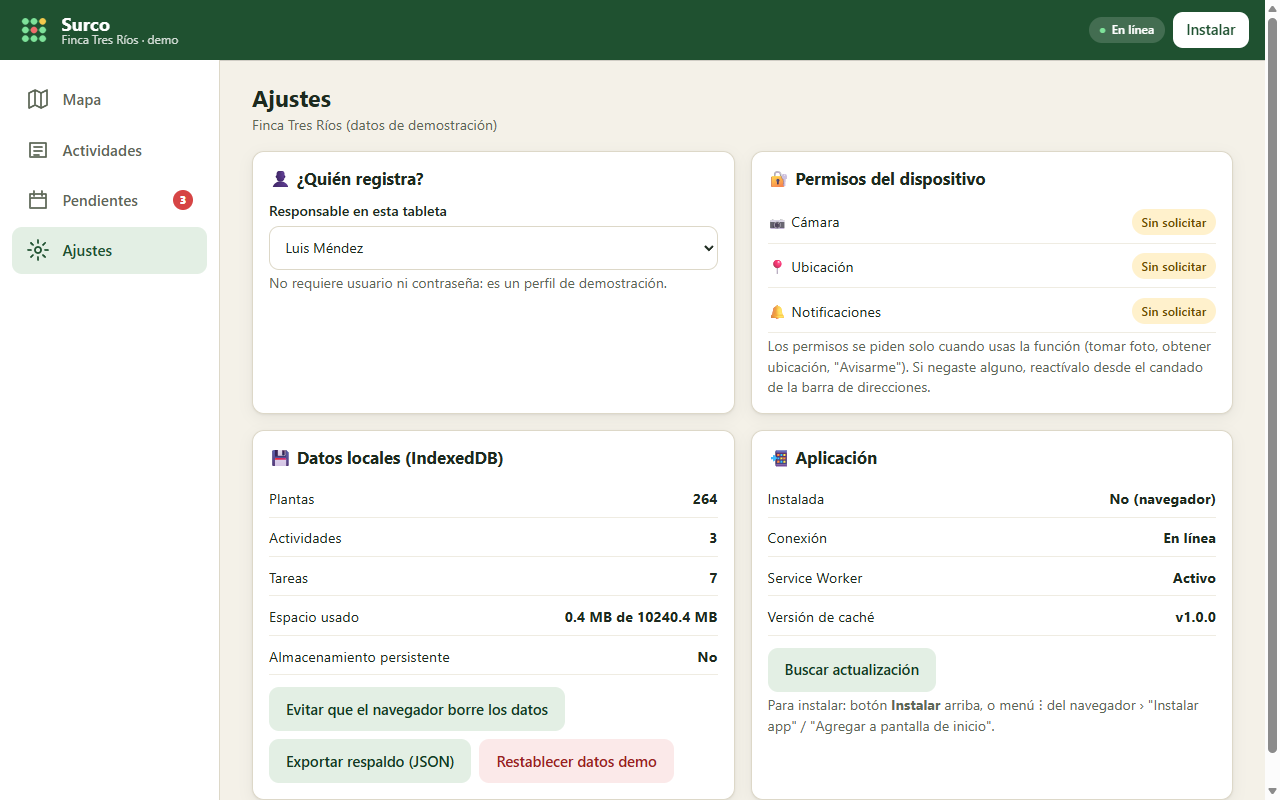 Surco
Finca Tres Ríos · demo
En línea
Instalar
Mapa
Actividades
Pendientes
3
Ajustes
Ajustes
Finca Tres Ríos (datos de demostración)
¿Quién registra?
Responsable en esta tableta
Luis Méndez
No requiere usuario ni contraseña: es un perfil de demostración.
Permisos del dispositivo
Cámara
Sin solicitar
Ubicación
Sin solicitar
Notificaciones
Sin solicitar
Los permisos se piden solo cuando usas la función (tomar foto, obtener
ubicación, "Avisarme"). Si negaste alguno, reactívalo desde el candado
de la barra de direcciones.
Datos locales (IndexedDB)
Plantas 264
Actividades 3
Tareas 7
Espacio usado 0.4 MB de 10240.4 MB
Almacenamiento persistente No
Evitar que el navegador borre los datos
Exportar respaldo (JSON)
Restablecer datos demo
Aplicación
Instalada No (navegador)
Conexión En línea
Service Worker Activo
Versión de caché v1.0.0
Buscar actualización
Para instalar: botón Instalar arriba, o menú ⋮ del navegador › "Instalar
app" / "Agregar a pantalla de inicio".